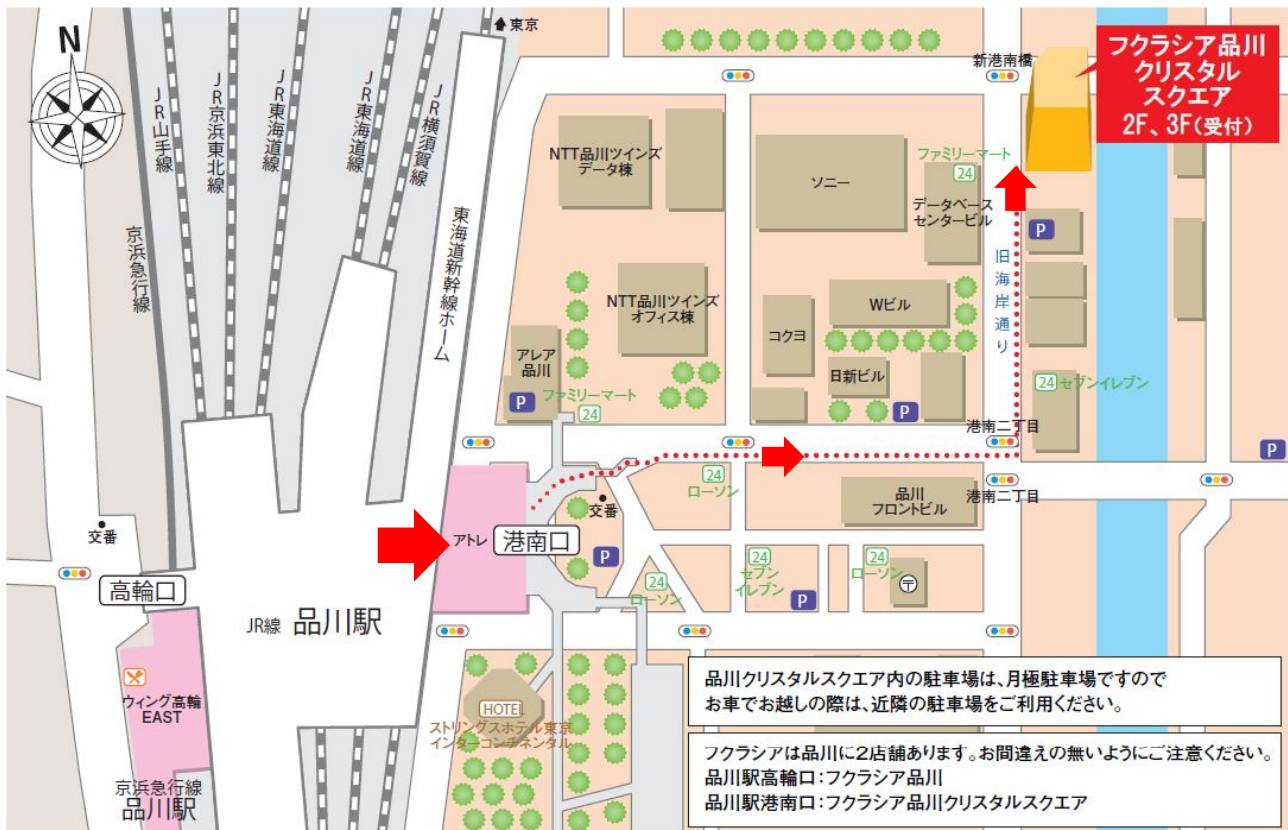 N
東京
JR山手線
JR京浜東北線
JR東海道線
JR東海道線
JR横須賀線
東海道新幹線ホーム
京浜急行線
新港南橋
フクラシア品川
クリスタル
スクエア
2F、3F(受付)
NTT品川ツインズ
データ棟
ソニー
ファミリーマート
24
データベース
センタービル
P
旧海岸通り
NTT品川ツインズ
オフィス棟
Wビル
コクヨ
アレア
品川
日新ビル
24 セブンイレブン
P
ファミリーマート
24
P
港南二丁目
P
24
ローソン
品川
フロントビル
港南二丁目
交番
アトレ
港南口
交番
P
高輪口
24
ローソン
24
セブン
イレブン
24
ローソン
〒
P
JR線 品川駅
ウィング高輪
EAST
HOTEL
ストリングスホテル東京
インターコンチネンタル
京浜急行線
品川駅
品川クリスタルスクエア内の駐車場は、月極駐車場ですので
お車でお越しの際は、近隣の駐車場をご利用ください。
フクラシアは品川に2店舗あります。お間違えの無いようにご注意ください。
品川駅高輪口：フクラシア品川
品川駅港南口：フクラシア品川クリスタルスクエア